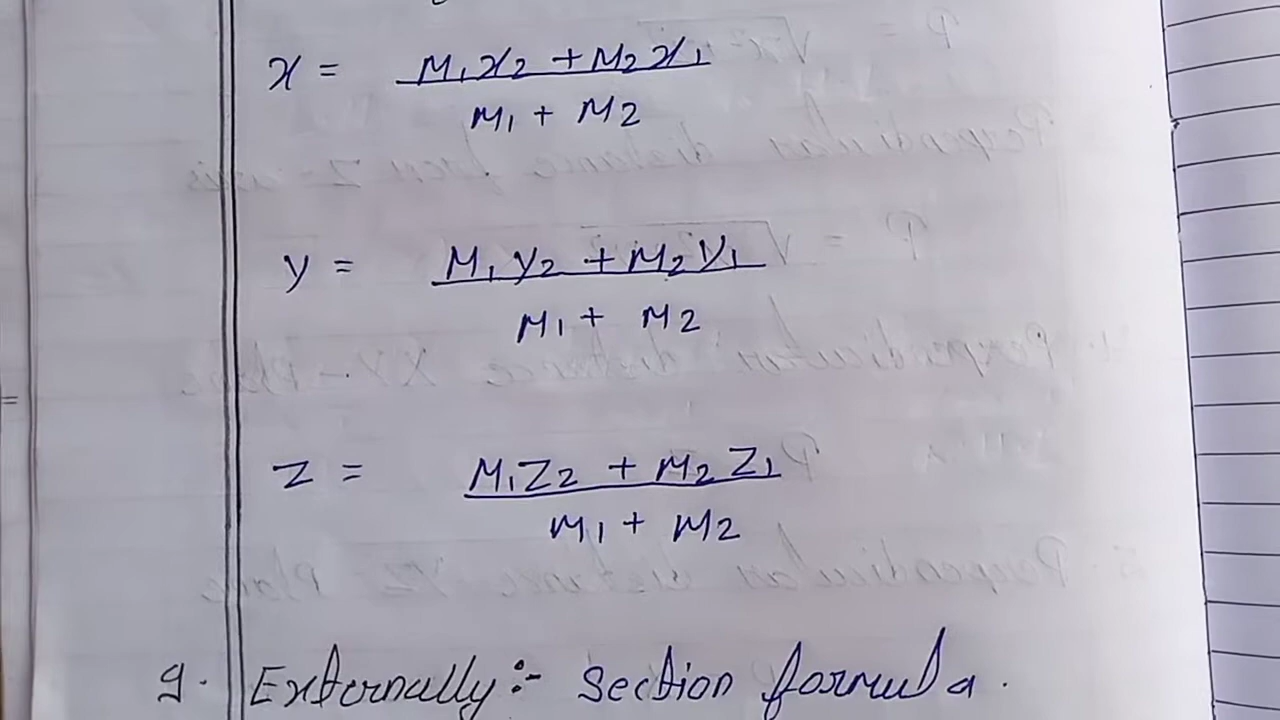 x = M₁x₂ + M₂x₁
M₁ + M₂
y = M₁y₂ + M₂y₁
M₁ + M₂
z = M₁z₂ + M₂z₁
M₁ + M₂
9. Externally:- section formula.